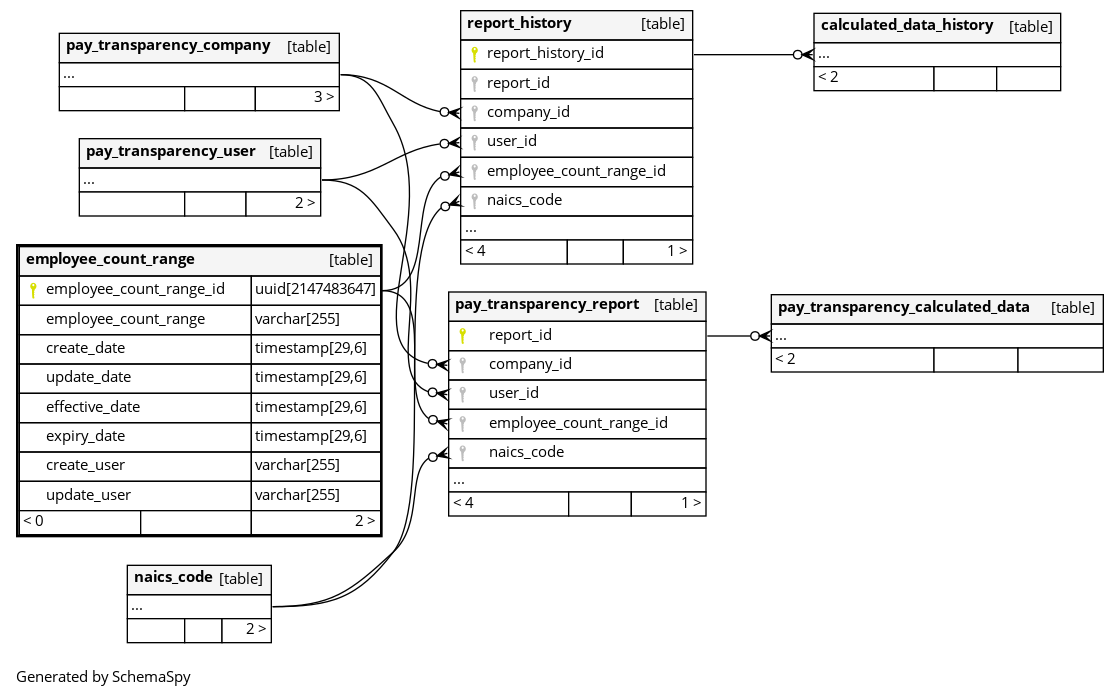 pay_transparency_company [table]
...
3 >
pay_transparency_user [table]
...
2 >
employee_count_range [table]
employee_count_range_id uuid[2147483647]
employee_count_range varchar[255]
create_date timestamp[29,6]
update_date timestamp[29,6]
effective_date timestamp[29,6]
expiry_date timestamp[29,6]
create_user varchar[255]
update_user varchar[255]
< 0 2 >
naics_code [table]
...
2 >
report_history [table]
report_history_id
report_id
company_id
user_id
employee_count_range_id
naics_code
...
< 4 1 >
pay_transparency_report [table]
report_id
company_id
user_id
employee_count_range_id
naics_code
...
< 4 1 >
calculated_data_history [table]
...
< 2
pay_transparency_calculated_data [table]
...
< 2
Generated by SchemaSpy